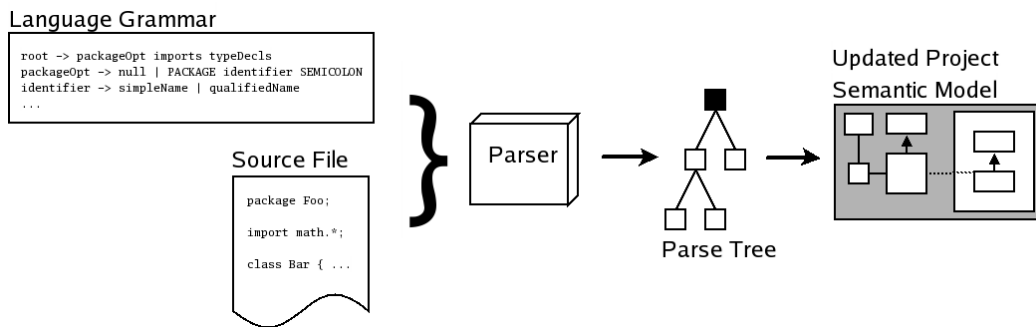 Language Grammar
root -> packageOpt imports typeDecls
packageOpt -> null | PACKAGE identifier SEMICOLON
identifier -> simpleName | qualifiedName
...
Source File
package Foo;
import math.*;
class Bar { ...
Parser
Parse Tree
Updated Project
Semantic Model